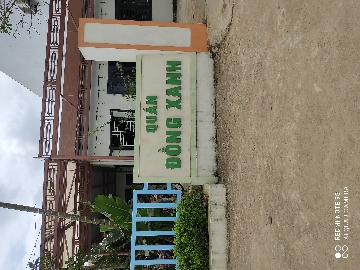 QUÁN
ĐỒNG XANH
REDMI NOTE 8
AI QUAD CAMERA